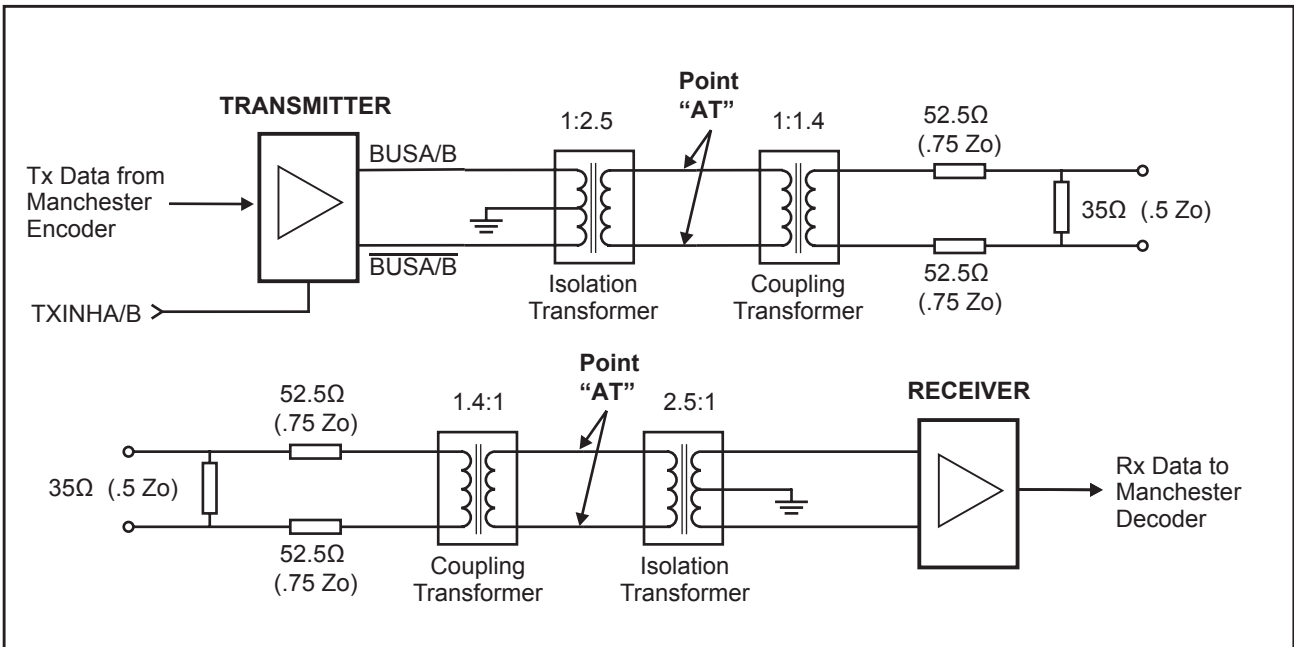 TRANSMITTER
Tx Data from
Manchester
Encoder
TXINHA/B
BUSA/B
BUSA/B
1:2.5
Isolation
Transformer
Point
“AT”
1:1.4
Coupling
Transformer
52.5Ω
(.75 Zo)
35Ω (.5 Zo)
52.5Ω
(.75 Zo)
35Ω (.5 Zo)
52.5Ω
(.75 Zo)
52.5Ω
(.75 Zo)
1.4:1
Coupling
Transformer
Point
“AT”
2.5:1
Isolation
Transformer
RECEIVER
Rx Data to
Manchester
Decoder